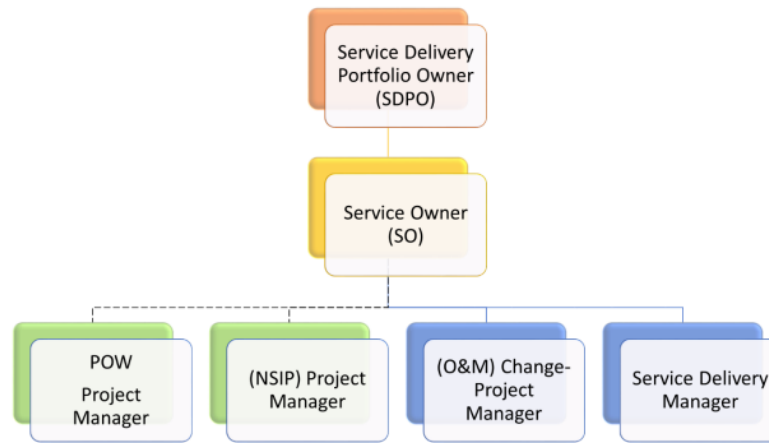 Service Delivery
Portfolio Owner
(SDPO)
Service Owner
(SO)
POW
Project
Manager
(NSIP) Project
Manager
(O&M) Change-
Project
Manager
Service Delivery
Manager